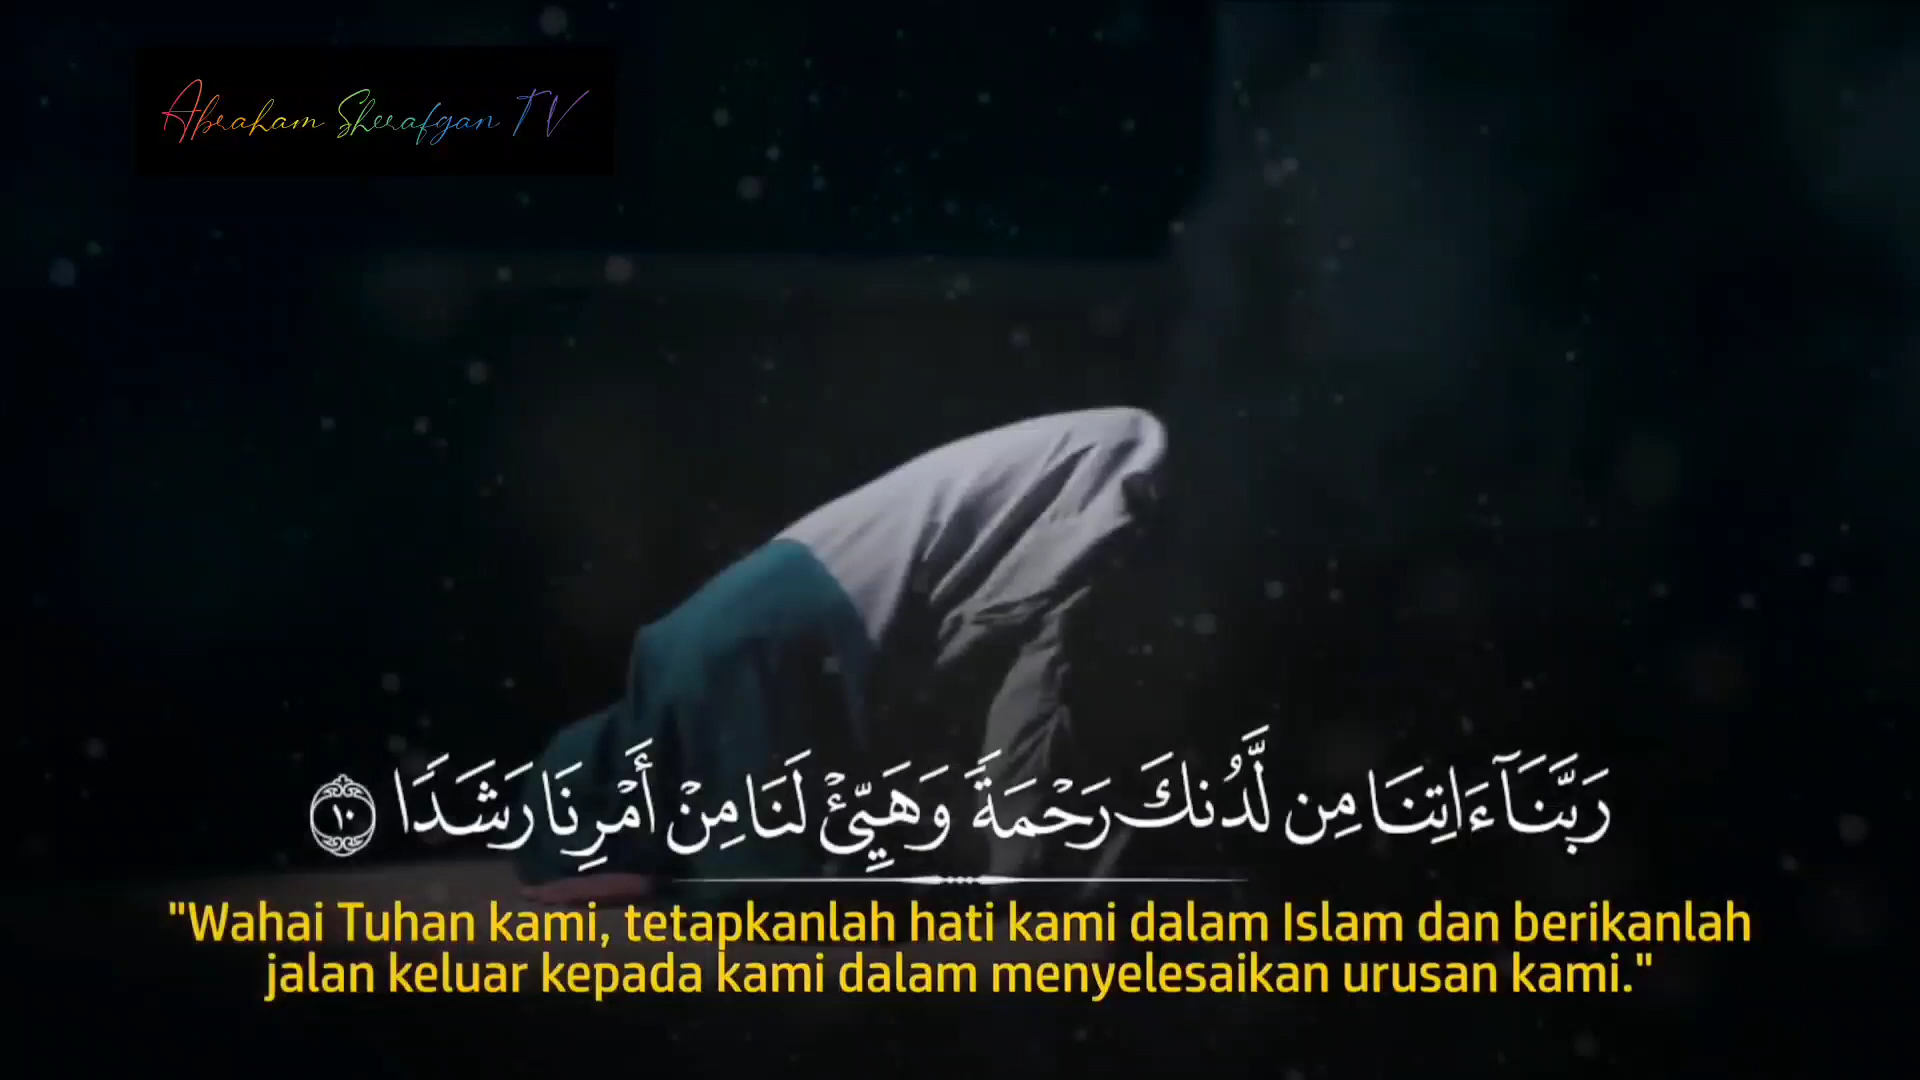 Abraham Sherafgan TV
رَبَّنَآ ءَاتِنَا مِن لَّدُنكَ رَحْمَةً وَهَيِّئْ لَنَا مِنْ أَمْرِنَا رَشَدًا ١٠
"Wahai Tuhan kami, tetapkanlah hati kami dalam Islam dan berikanlah
jalan keluar kepada kami dalam menyelesaikan urusan kami."